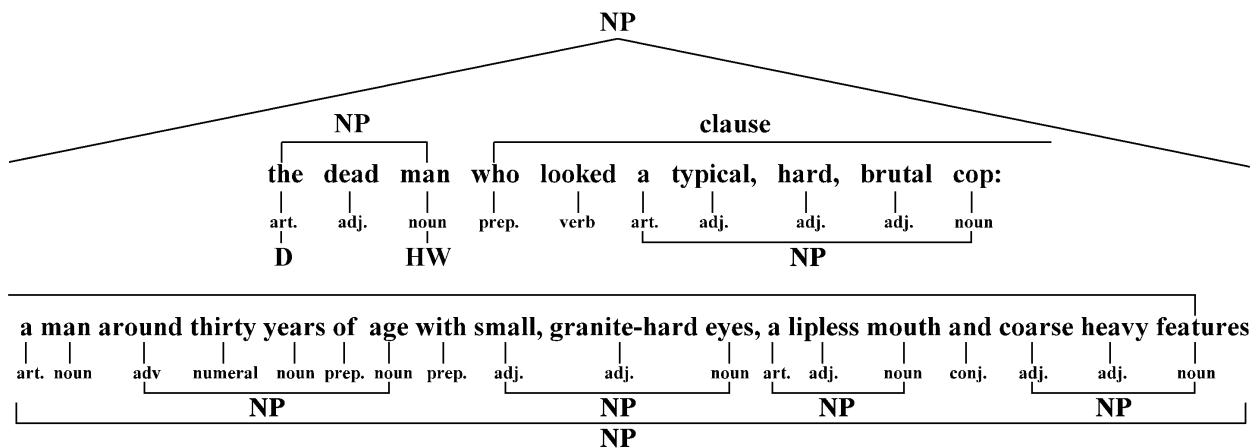 NP
NP clause
the dead man who looked a typical, hard, brutal cop:
art. adj. noun prep. verb art. adj. adj. adj. noun
D HW NP
a man around thirty years of age with small, granite-hard eyes, a lipless mouth and coarse heavy features
art. noun adv numeral noun prep. noun prep. adj. adj. noun art. adj. noun conj. adj. adj. noun
NP NP NP NP
NP